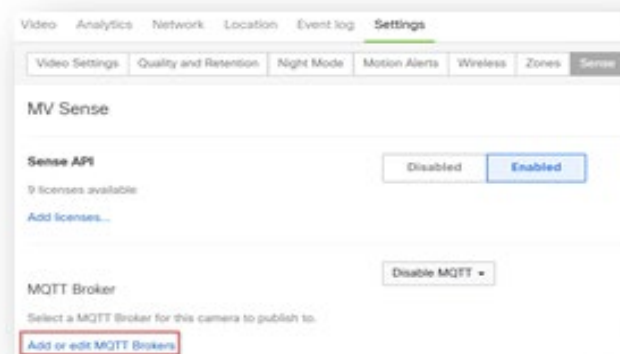 Video Analytics Network Location Event log Settings
Video Settings Quality and Retention Night Mode Motion Alerts Wireless Zones Sense
MV Sense
Sense API
Disabled Enabled
9 licenses available
Add licenses...
Disable MQTT
MQTT Broker
Select a MQTT Broker for this camera to publish to.
Add or edit MQTT Brokers